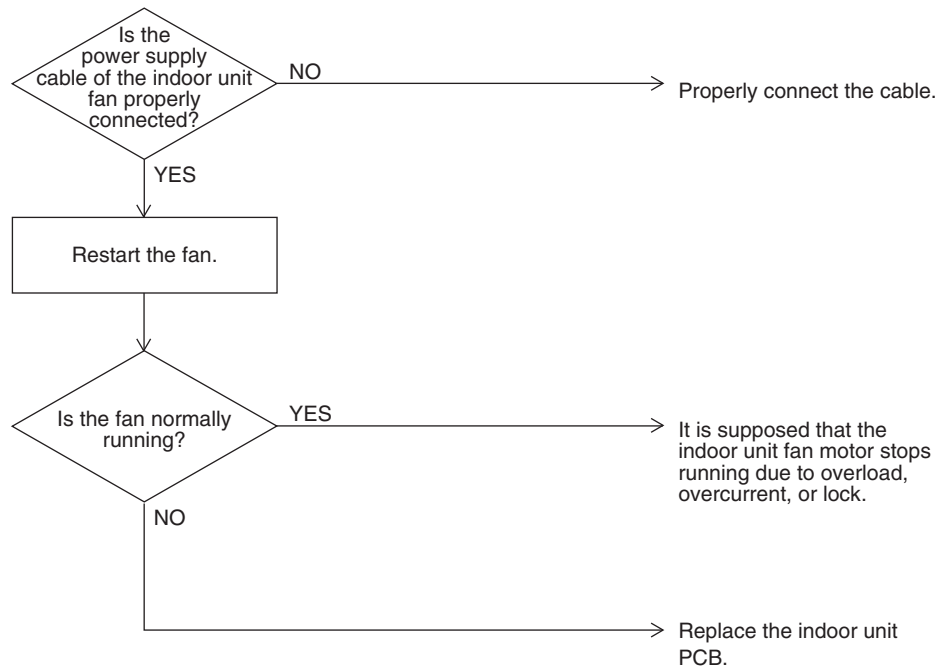 Is the
power supply
cable of the indoor unit
fan properly
connected?
NO
Properly connect the cable.
YES
Restart the fan.
Is the fan normally
running?
YES
It is supposed that the
indoor unit fan motor stops
running due to overload,
overcurrent, or lock.
NO
Replace the indoor unit
PCB.